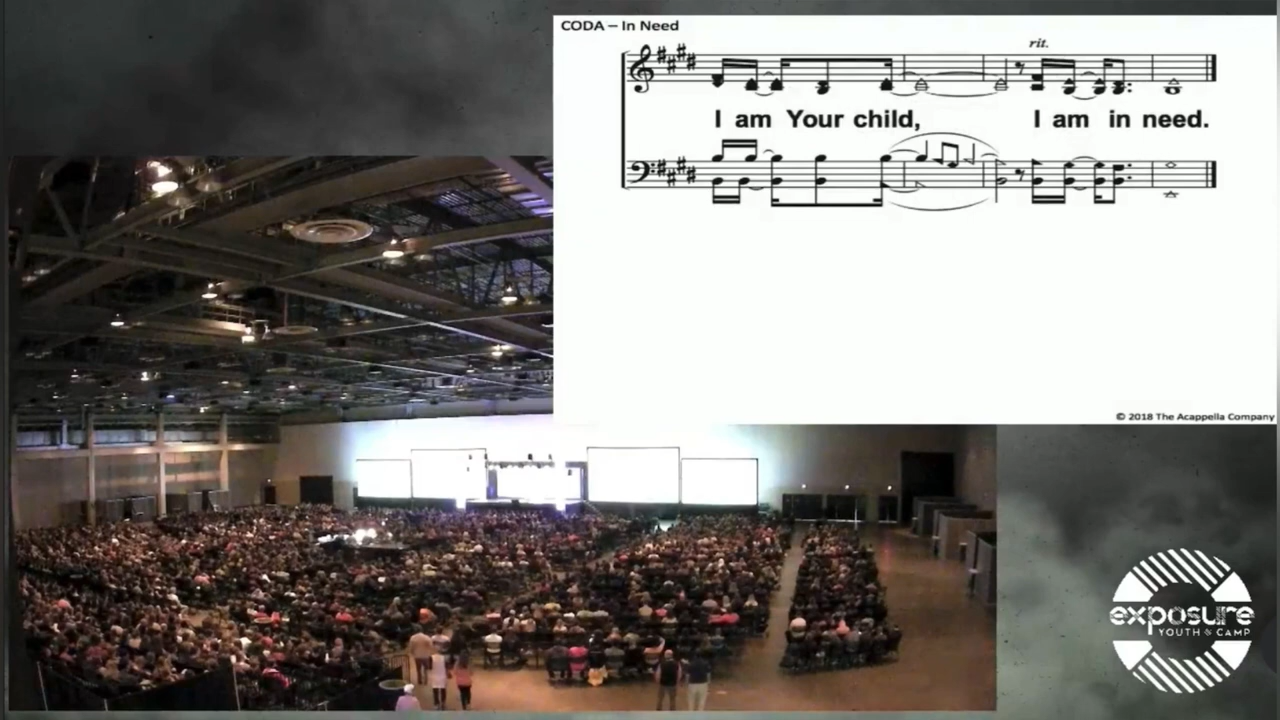 CODA – In Need
rit.
I am Your child, I am in need.
© 2018 The Acappella Company
exposure
YOUTH & CAMP